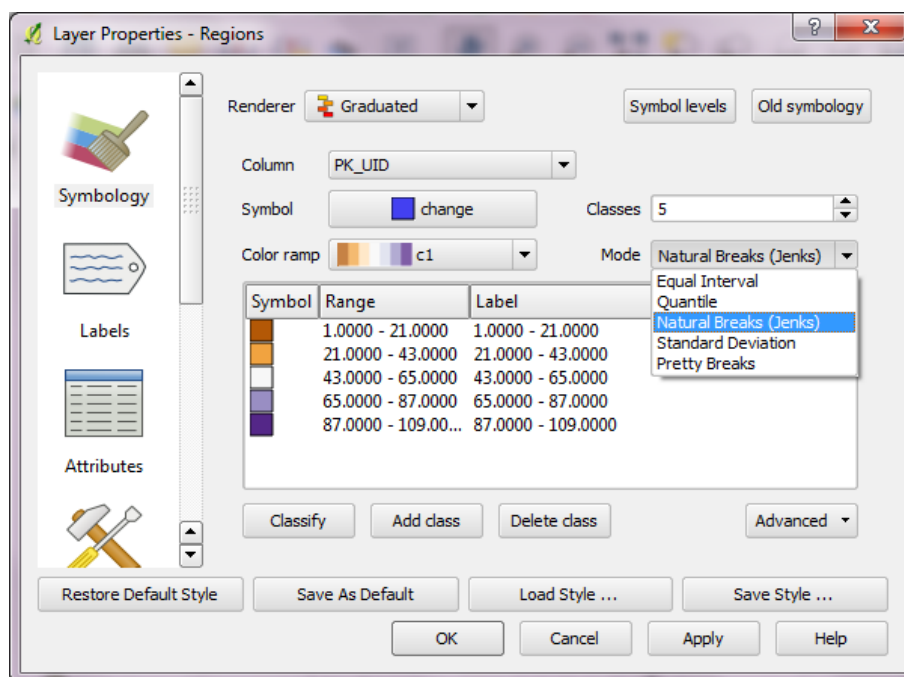 Layer Properties - Regions
?
X
Renderer Graduated Symbol levels Old symbology
Column PK_UID
Symbology
Symbol change Classes 5
Color ramp c1 Mode Natural Breaks (Jenks)
Equal Interval
Quantile
Natural Breaks (Jenks)
Standard Deviation
Pretty Breaks
Symbol Range Label
1.0000 - 21.0000 1.0000 - 21.0000
21.0000 - 43.0000 21.0000 - 43.0000
43.0000 - 65.0000 43.0000 - 65.0000
65.0000 - 87.0000 65.0000 - 87.0000
87.0000 - 109.00... 87.0000 - 109.0000
Labels
Attributes
Classify Add class Delete class Advanced
Restore Default Style Save As Default Load Style ... Save Style ...
OK Cancel Apply Help